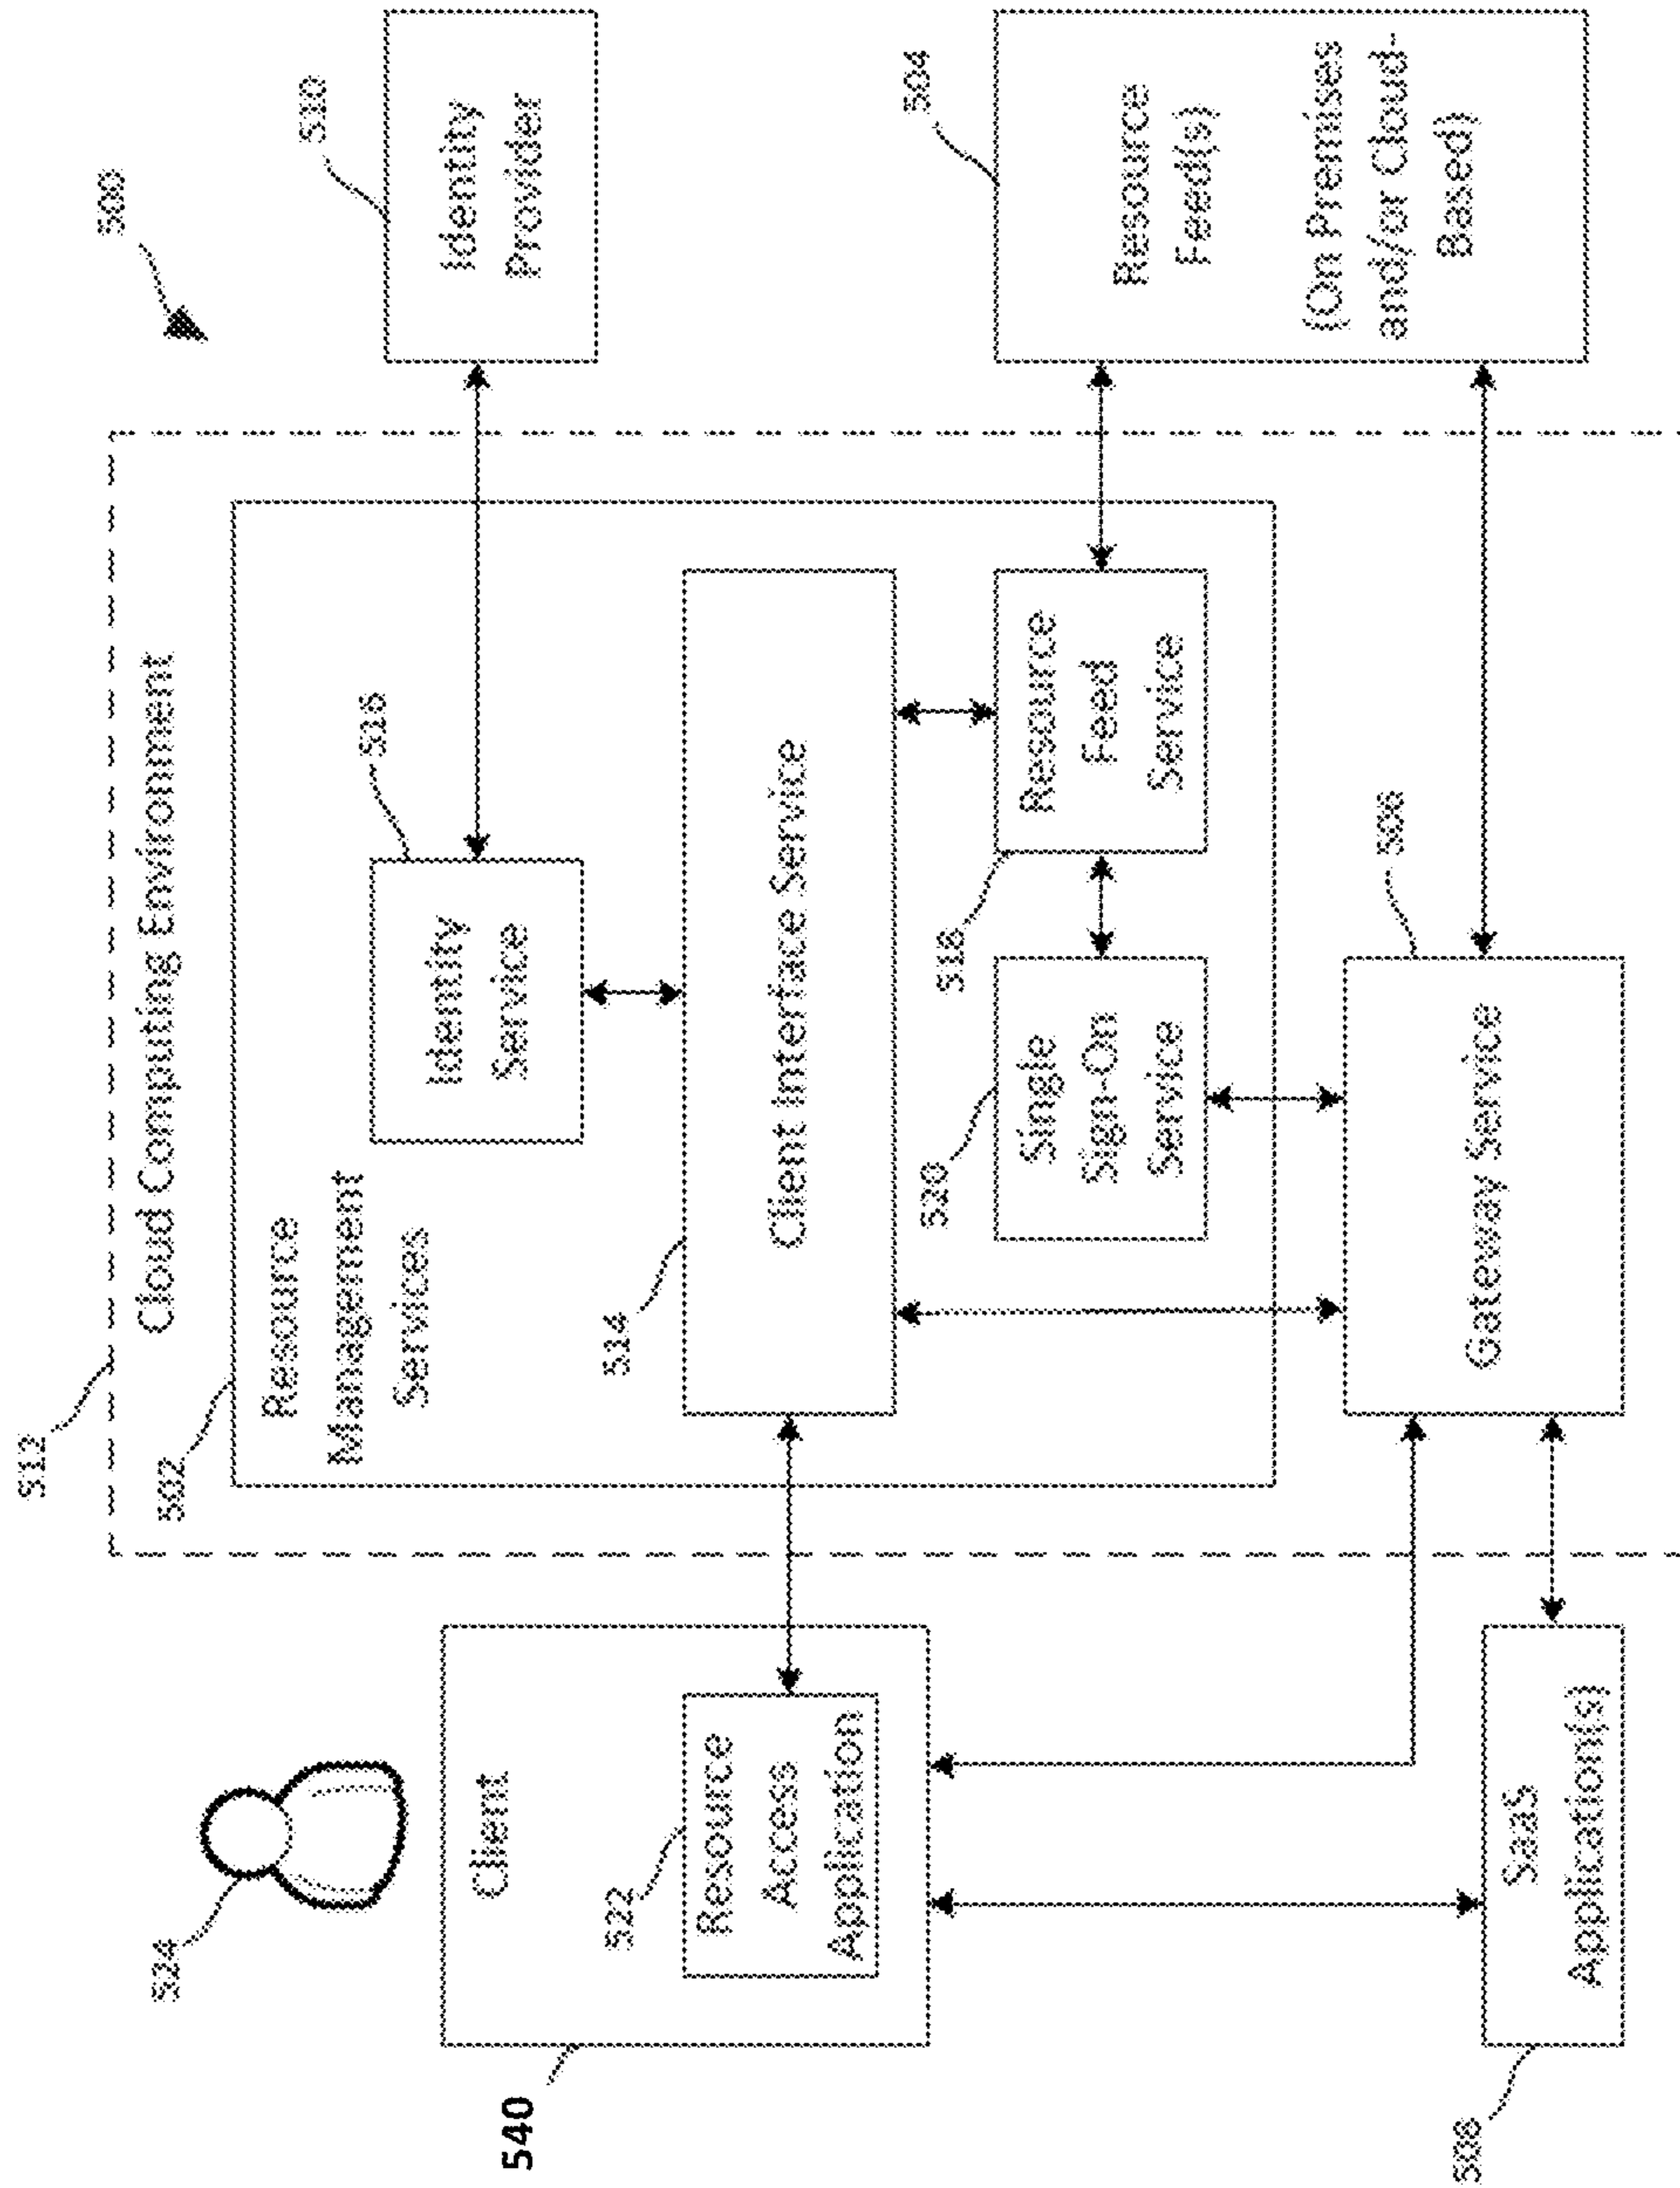 512
500
524
502
Cloud Computing Environment
510
Resource
Management
Services
516
Identity
Service
Identity
Provider
540
Client
522
Resource
Access
Application
514
Client Interface Service
504
520
Single
Sign-On
Service
518
Resource
Feed
Service
Resource
Feed(s)
(On Premises
and/or Cloud-
Based)
506
Gateway Service
508
SaaS
Application(s)